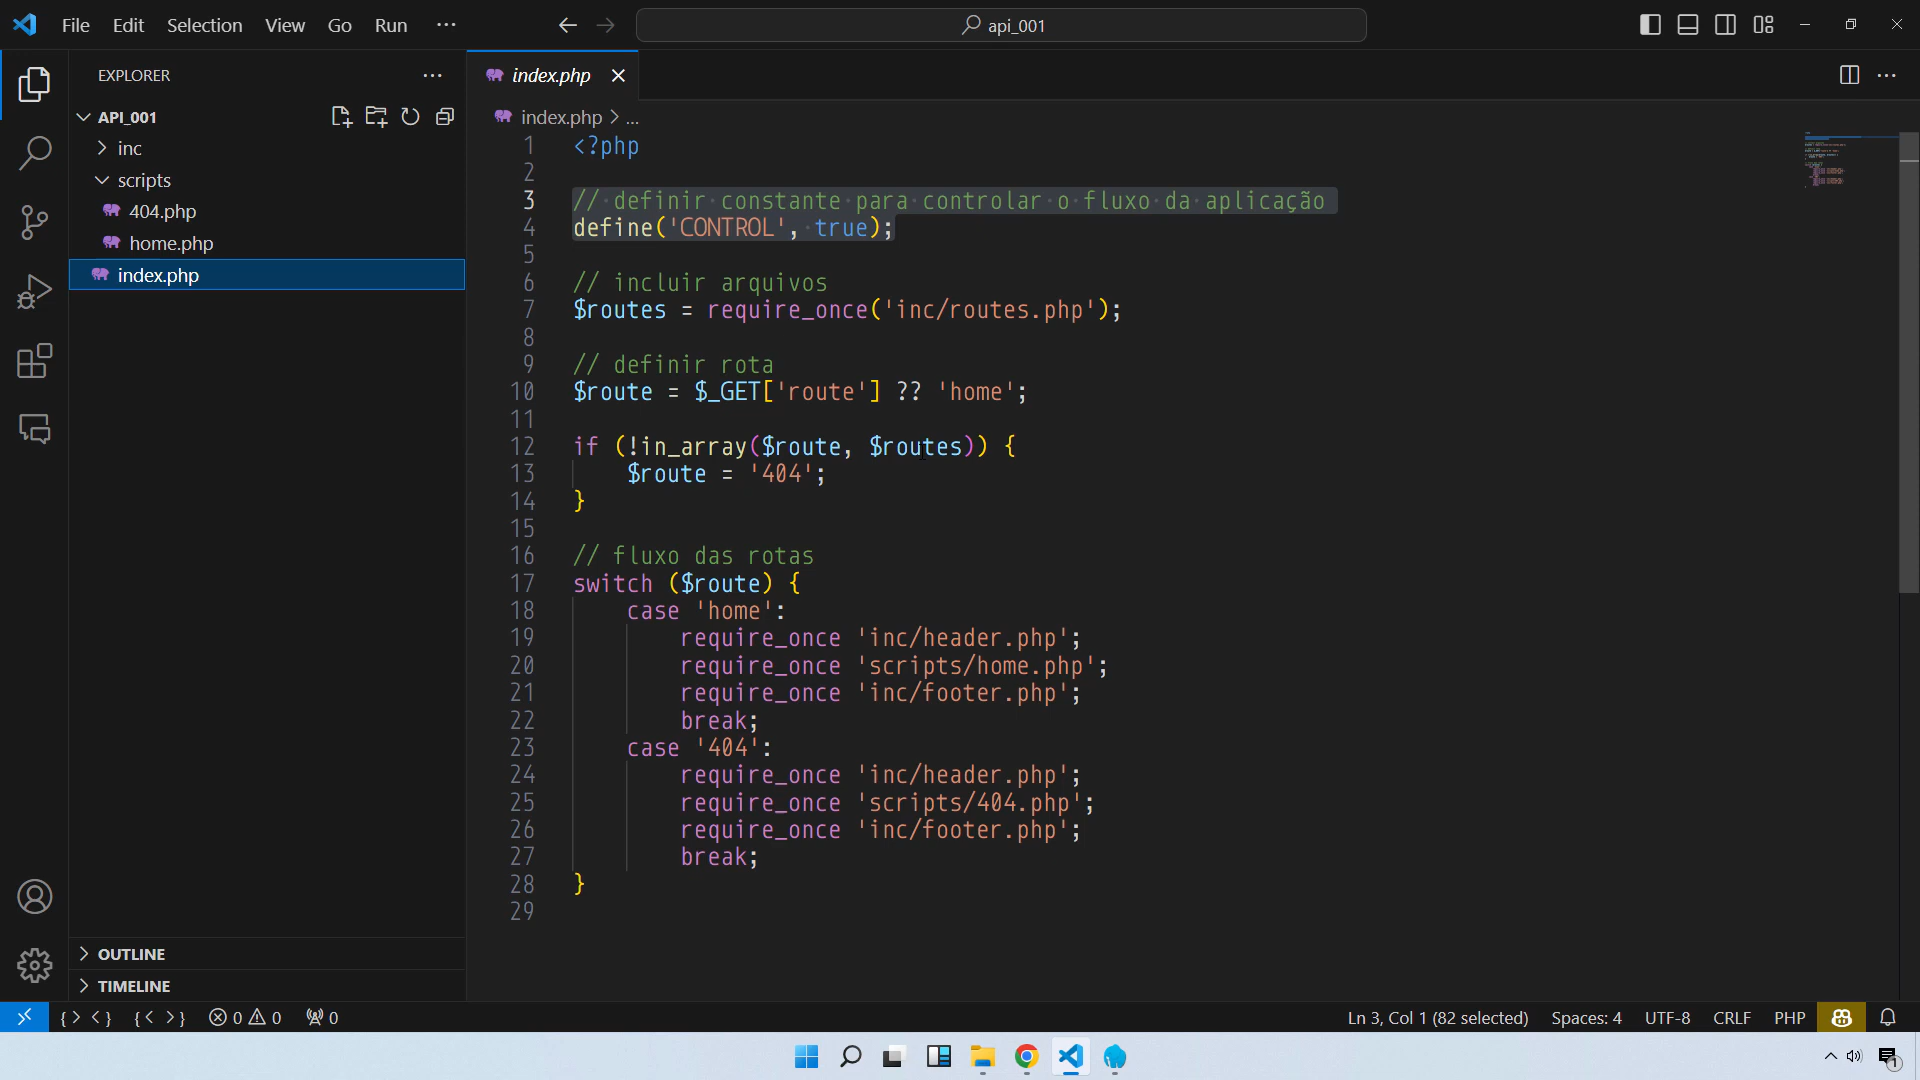 File Edit Selection View Go Run ···
api_001
EXPLORER ···
API_001
inc
scripts
404.php
home.php
index.php
OUTLINE
TIMELINE
index.php
index.php > ...
1 <?php
2
3 // definir constante para controlar o fluxo da aplicação
4 define('CONTROL', true);
5
6 // incluir arquivos
7 $routes = require_once('inc/routes.php');
8
9 // definir rota
10 $route = $_GET['route'] ?? 'home';
11
12 if (!in_array($route, $routes)) {
13 $route = '404';
14 }
15
16 // fluxo das rotas
17 switch ($route) {
18 case 'home':
19 require_once 'inc/header.php';
20 require_once 'scripts/home.php';
21 require_once 'inc/footer.php';
22 break;
23 case '404':
24 require_once 'inc/header.php';
25 require_once 'scripts/404.php';
26 require_once 'inc/footer.php';
27 break;
28 }
29
{> <} {< >} 0 0 0 Ln 3, Col 1 (82 selected) Spaces: 4 UTF-8 CRLF PHP
1